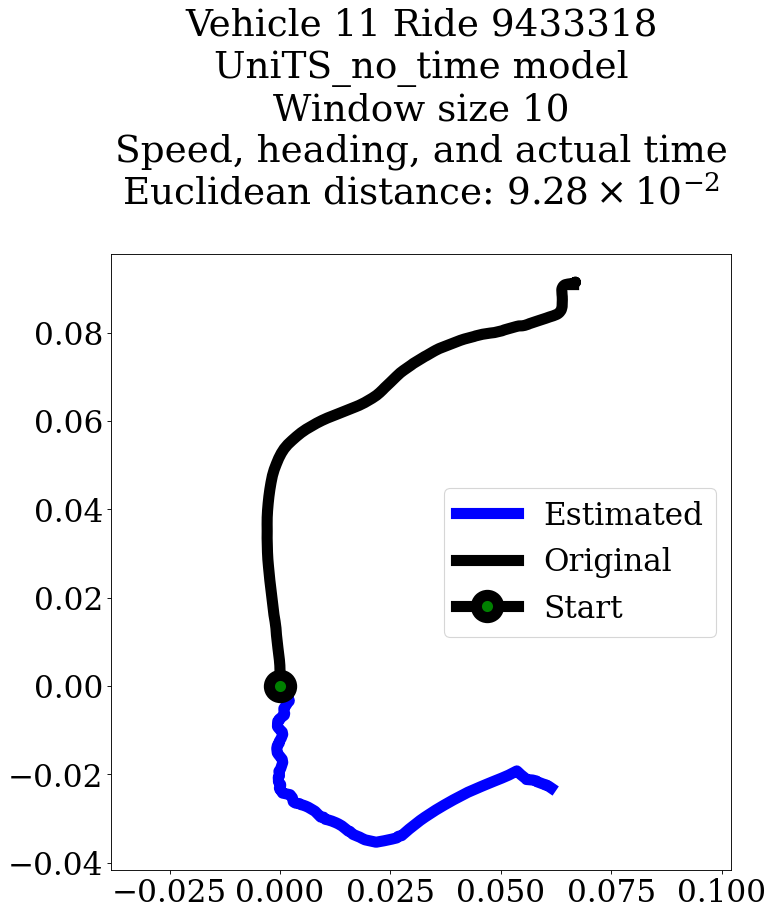 Vehicle 11 Ride 9433318
UniTS_no_time model
Window size 10
Speed, heading, and actual time
Euclidean distance: 9.28 × 10⁻²
0.08
0.06
0.04
Estimated
Original
0.02
Start
0.00
−0.02
−0.04
−0.025 0.000 0.025 0.050 0.075 0.100